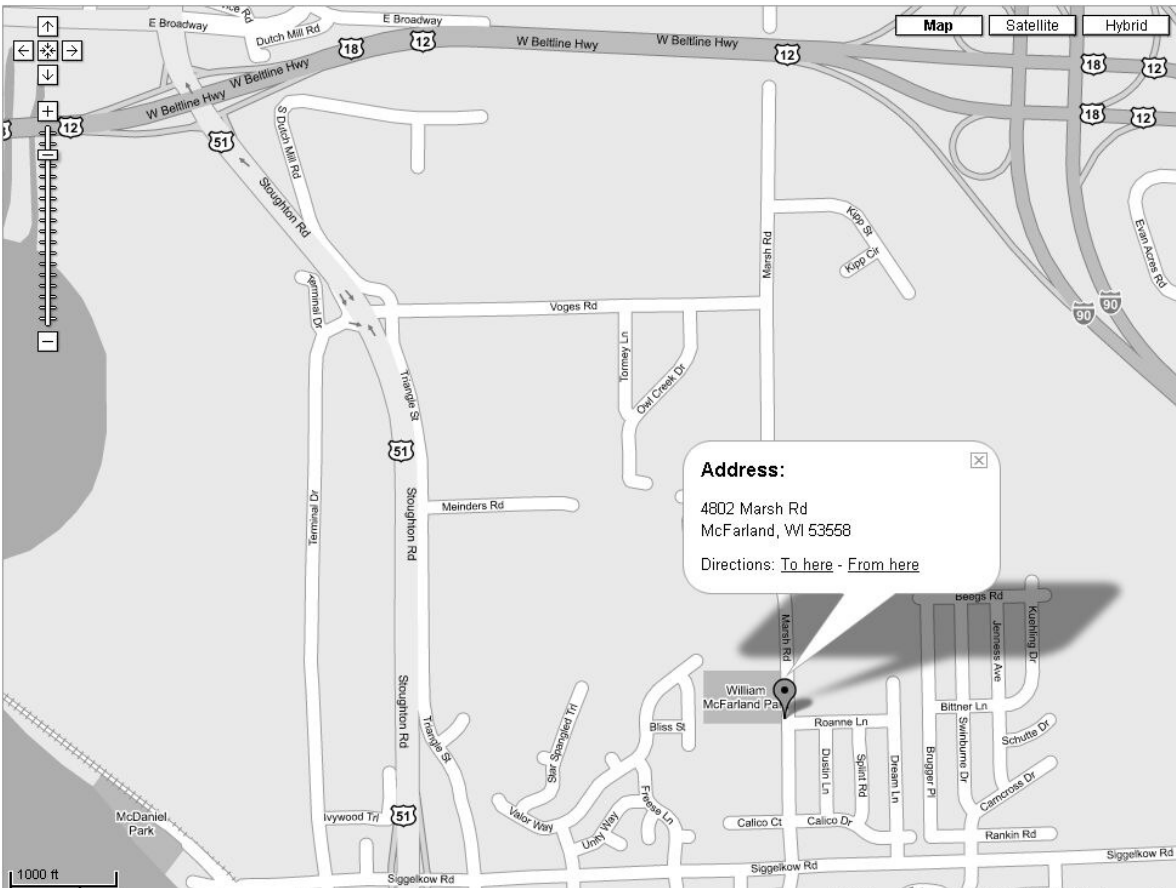 E Broadway
E Broadway
Dutch Mill Rd
Map
Satellite
Hybrid
18
12
W Beltline Hwy
W Beltline Hwy
12
18
12
W Beltline Hwy
W Beltline Hwy
12
51
18
12
S Dutch Mill Rd
Stoughton Rd
Kipp St
Kipp Cir
Marsh Rd
Evan Acres Rd
Terminal Dr
Voges Rd
90
90
Tormey Ln
Owl Creek Dr
Triangle St
51
Address:
4802 Marsh Rd
McFarland, WI 53558
Directions: To here - From here
Stoughton Rd
Meinders Rd
Terminal Dr
Beegs Rd
Marsh Rd
Jenness Ave
Kuehling Dr
William
McFarland Par
Stoughton Rd
Star Spangled Trl
Bliss St
Roanne Ln
Bittner Ln
Triangle St
Schutte Dr
Dustin Ln
Splint Rd
Dream Ln
Brugger Pl
Swinburne Dr
Carncross Dr
Freese Ln
Valor Way
Unity Way
McDaniel
Park
Ivywood Trl
51
Calico Ct
Calico Dr
Rankin Rd
Siggelkow Rd
Siggelkow Rd
Siggelkow Rd
1000 ft